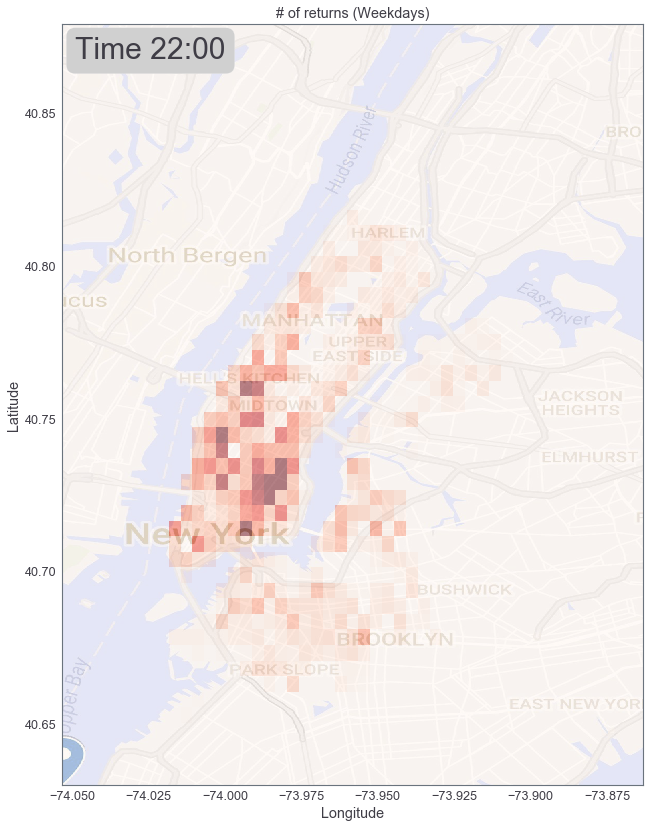 # of returns (Weekdays)
Time 22:00
40.85
BRO
Hudson River
HARLEM
40.80
North Bergen
East River
CUS
MANHATTAN
UPPER
EAST SIDE
HELL'S KITCHEN
JACKSON
HEIGHTS
MIDTOWN
40.75
Latitude
ELMHURST
New York
40.70
BUSHWICK
BROOKLYN
PARK SLOPE
pper Bay
40.65
EAST NEW YOR
−74.050
−74.025
−74.000
−73.975
−73.950
−73.925
−73.900
−73.875
Longitude